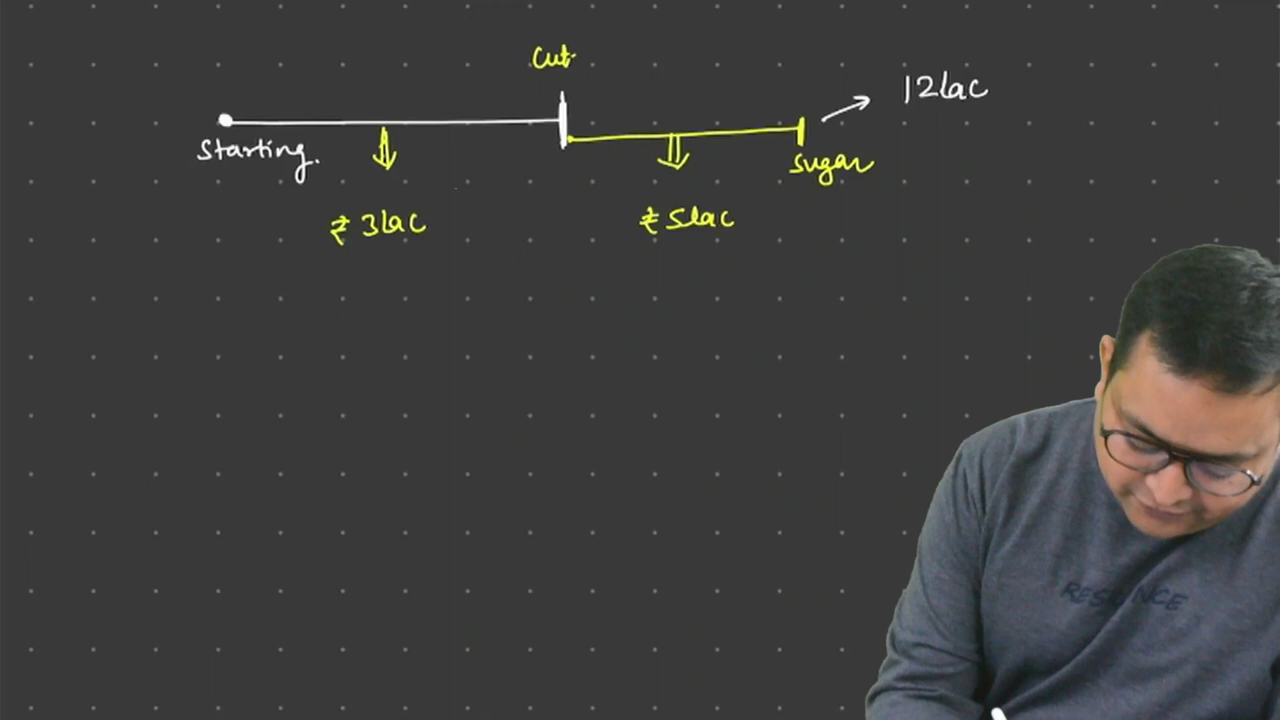 Cut
12lac
Starting.
Sugar
₹ 3lac
₹ 5lac